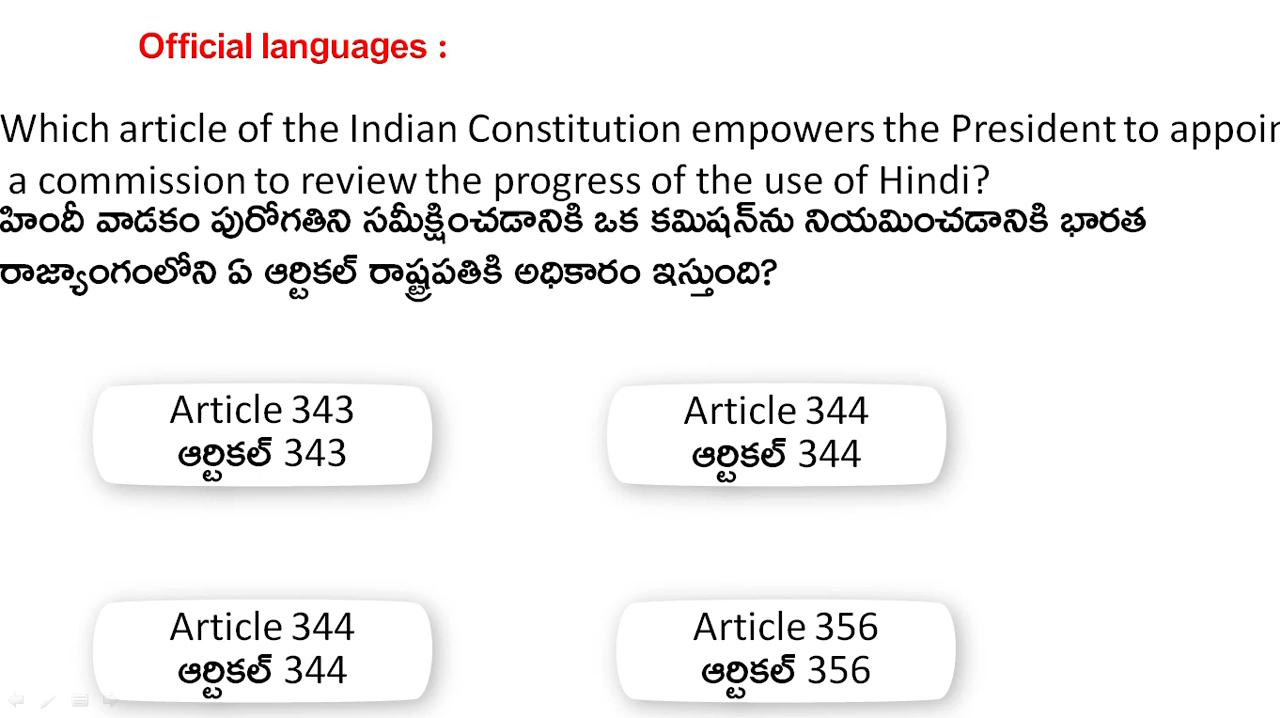 Official languages :
Which article of the Indian Constitution empowers the President to appoin
a commission to review the progress of the use of Hindi?
హిందీ వాడకం పురోగతిని సమీక్షించడానికి ఒక కమిషన్‌ను నియమించడానికి భారత
రాజ్యాంగంలోని ఏ ఆర్టికల్ రాష్ట్రపతికి అధికారం ఇస్తుంది?
Article 343
ఆర్టికల్ 343
Article 344
ఆర్టికల్ 344
Article 344
ఆర్టికల్ 344
Article 356
ఆర్టికల్ 356